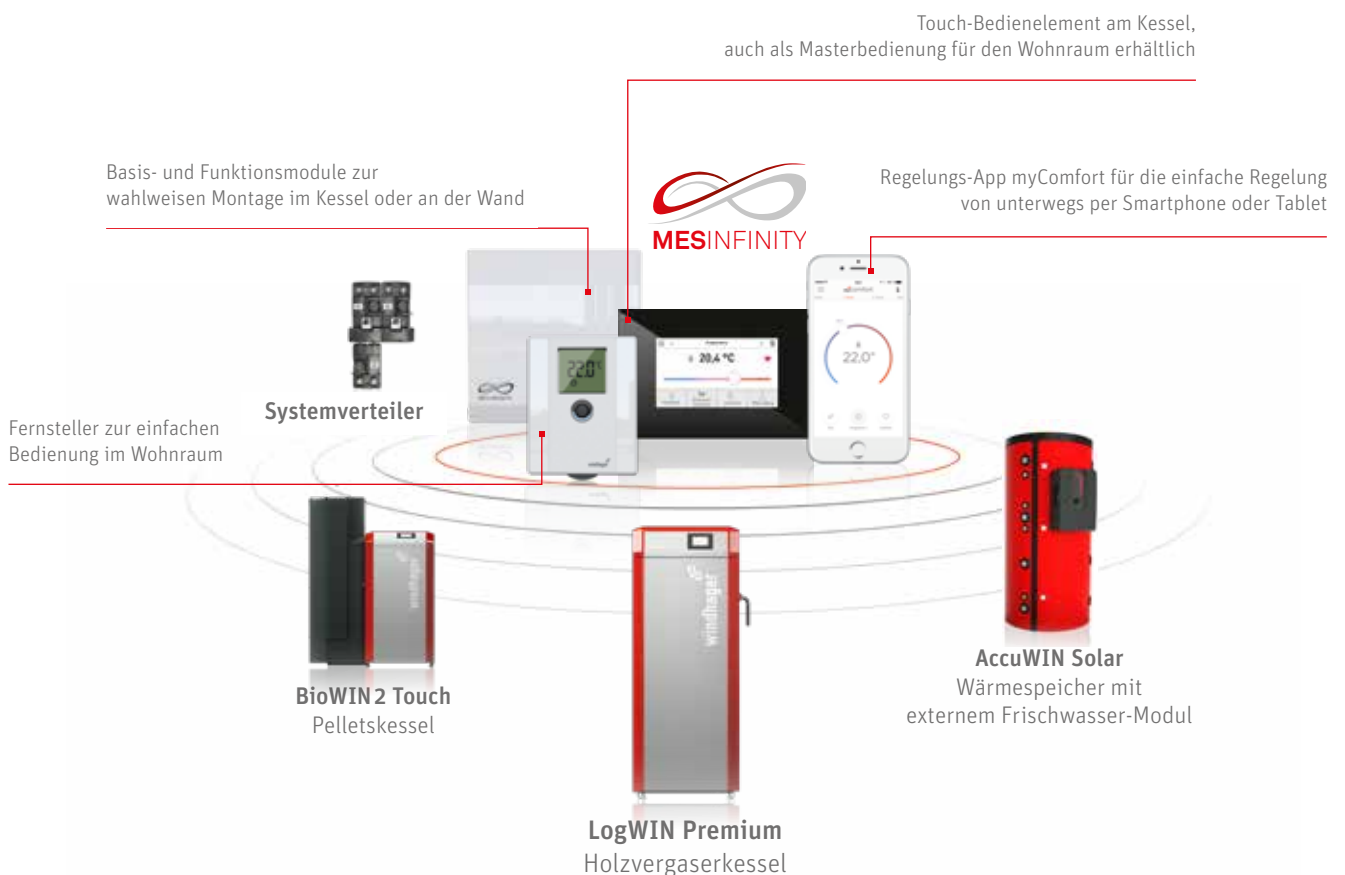 Touch-Bedienelement am Kessel,
auch als Masterbedienung für den Wohnraum erhältlich
Basis- und Funktionsmodule zur
wahlweisen Montage im Kessel oder an der Wand
MESINFINITY
Regelungs-App myComfort für die einfache Regelung
von unterwegs per Smartphone oder Tablet
20,4 °C
22.0°C
22.0°
windhager
Systemverteiler
Fernsteller zur einfachen
Bedienung im Wohnraum
windhager
windhager
BioWIN 2 Touch
Pelletskessel
LogWIN Premium
Holzvergaserkessel
AccuWIN Solar
Wärmespeicher mit
externem Frischwasser-Modul